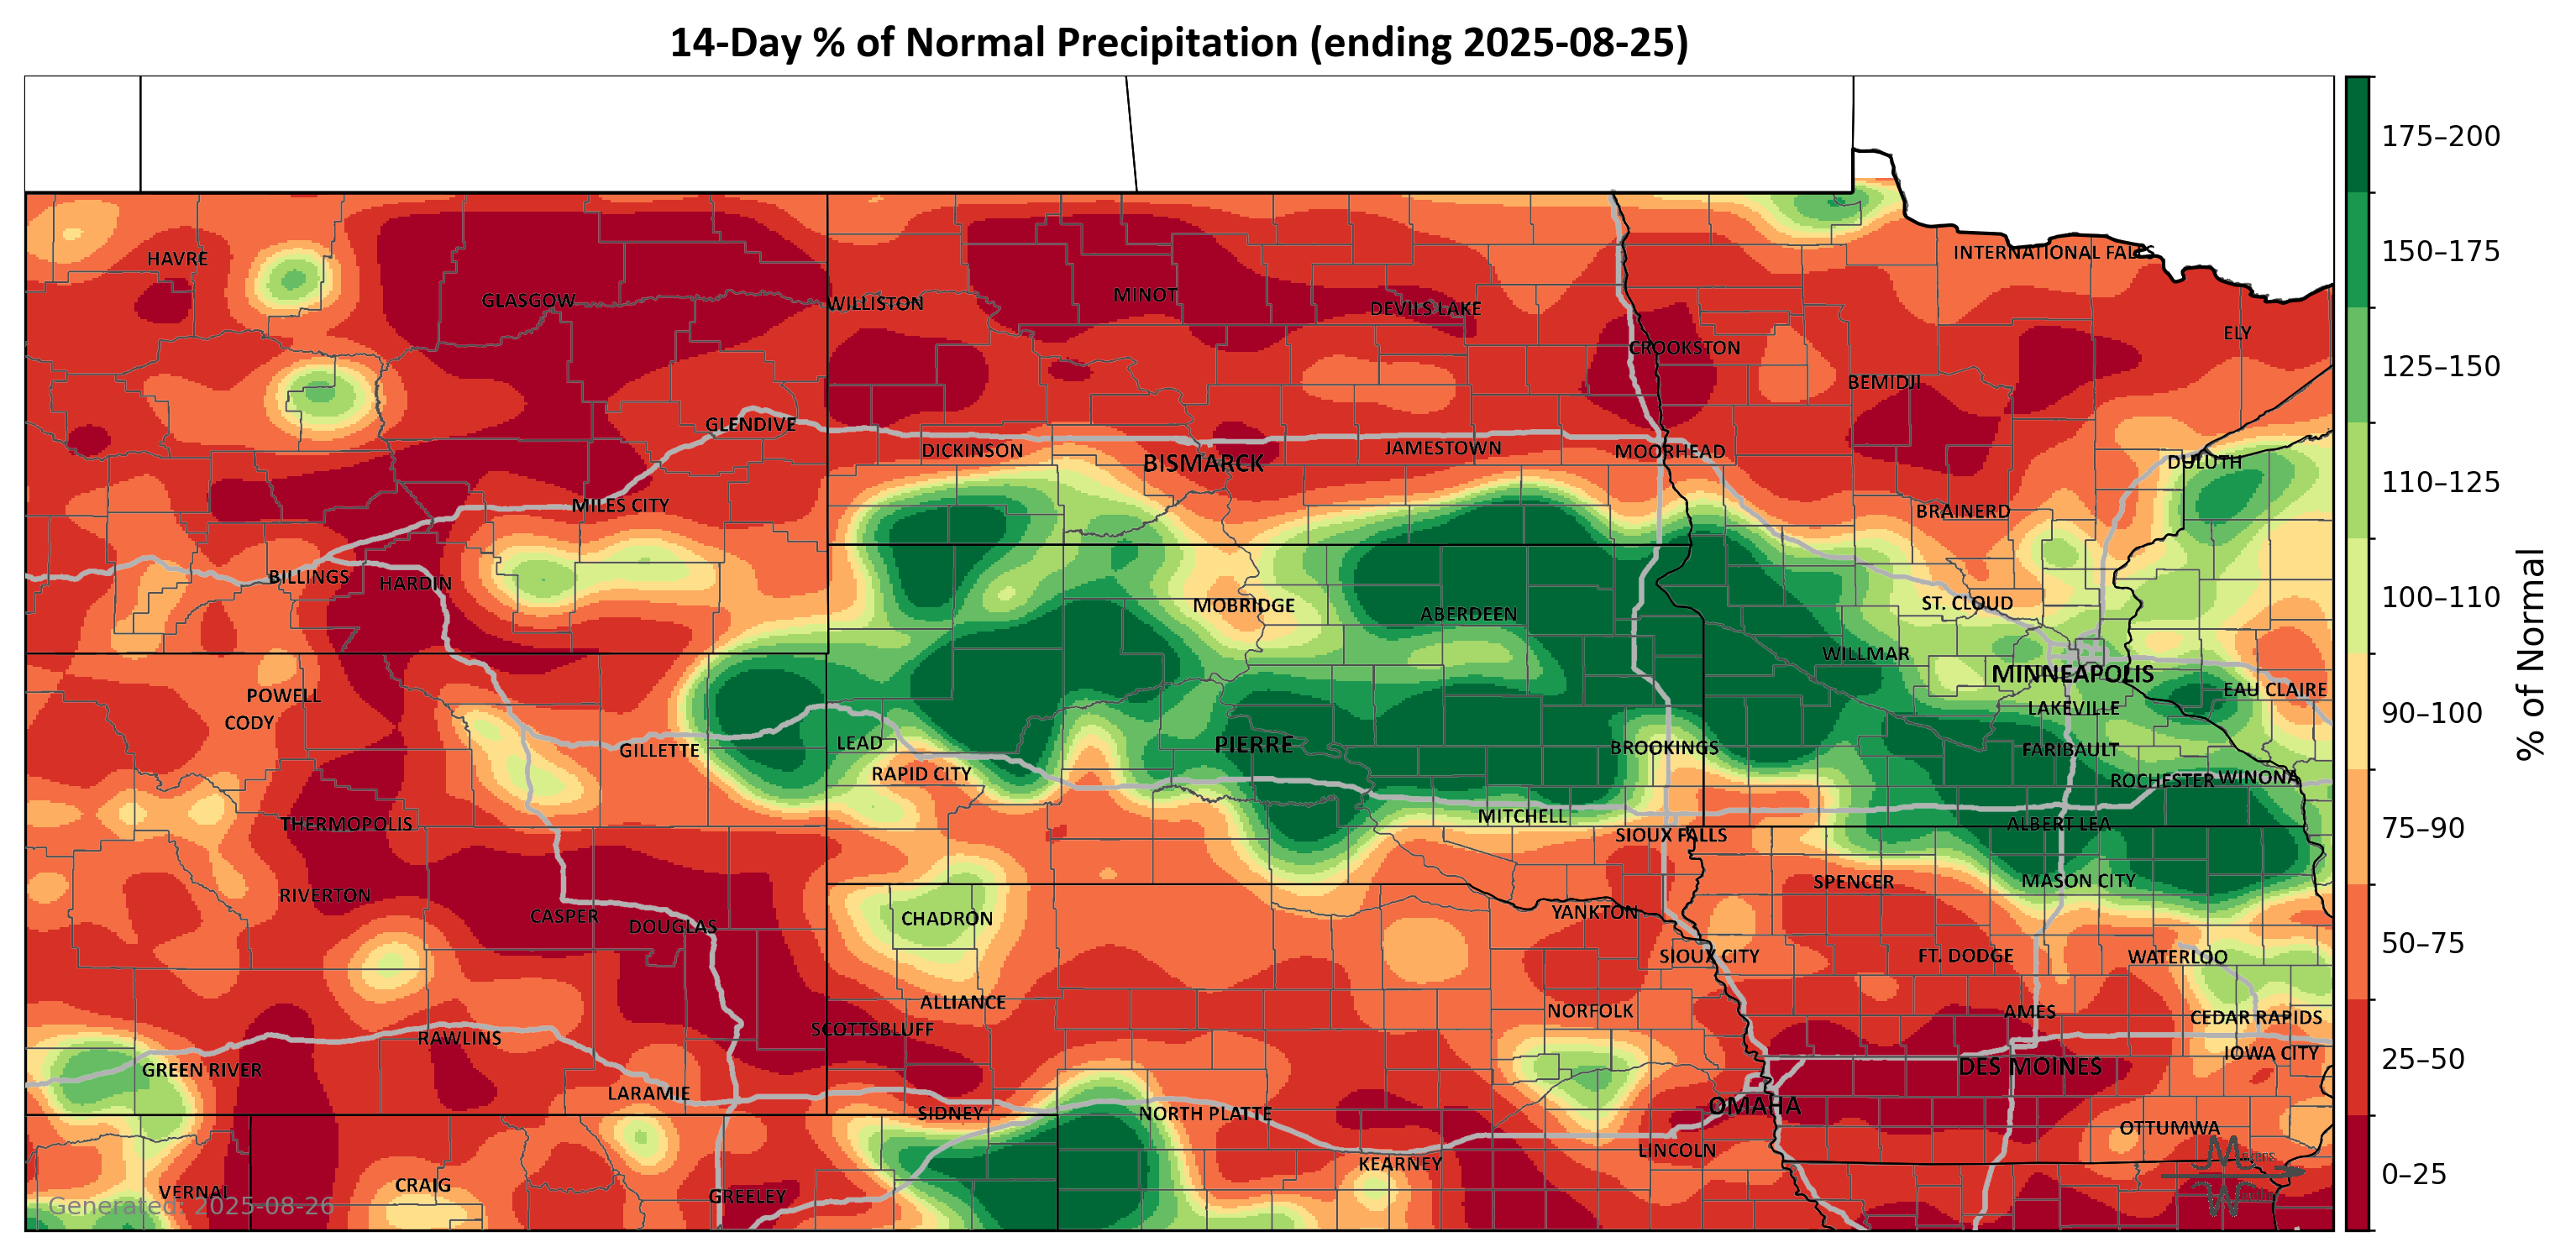 14-Day % of Normal Precipitation (ending 2025-08-25)
175–200
150–175
125–150
110–125
100–110
90–100
75–90
50–75
25–50
0–25
% of Normal
HAVRE
INTERNATIONAL FALLS
GLASGOW
WILLISTON
MINOT
DEVILS LAKE
ELY
CROOKSTON
BEMIDJI
GLENDIVE
DICKINSON
BISMARCK
JAMESTOWN
MOORHEAD
DULUTH
MILES CITY
BRAINERD
BILLINGS
HARDIN
MOBRIDGE
ABERDEEN
ST. CLOUD
WILLMAR
MINNEAPOLIS
POWELL
EAU CLAIRE
CODY
LAKEVILLE
GILLETTE
LEAD
PIERRE
BROOKINGS
FARIBAULT
RAPID CITY
ROCHESTER
WINONA
THERMOPOLIS
MITCHELL
ALBERT LEA
SIOUX FALLS
RIVERTON
SPENCER
MASON CITY
CASPER
DOUGLAS
CHADRON
YANKTON
SIOUX CITY
FT. DODGE
WATERLOO
ALLIANCE
NORFOLK
AMES
CEDAR RAPIDS
RAWLINS
SCOTTSBLUFF
IOWA CITY
GREEN RIVER
DES MOINES
LARAMIE
OMAHA
SIDNEY
NORTH PLATTE
OTTUMWA
LINCOLN
KEARNEY
VERNAL
CRAIG
GREELEY
Generated: 2025-08-26